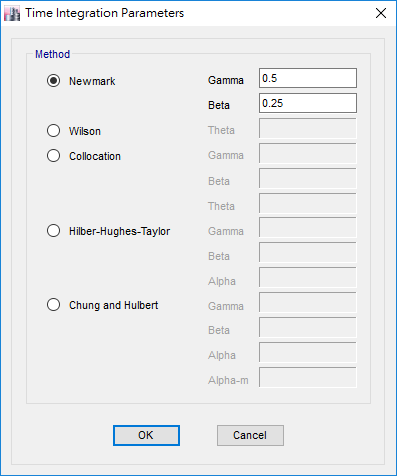 Time Integration Parameters
Method
Newmark Gamma 0.5
Beta 0.25
Wilson Theta
Collocation Gamma
Beta
Theta
Hilber-Hughes-Taylor Gamma
Beta
Alpha
Chung and Hulbert Gamma
Beta
Alpha
Alpha-m
OK Cancel